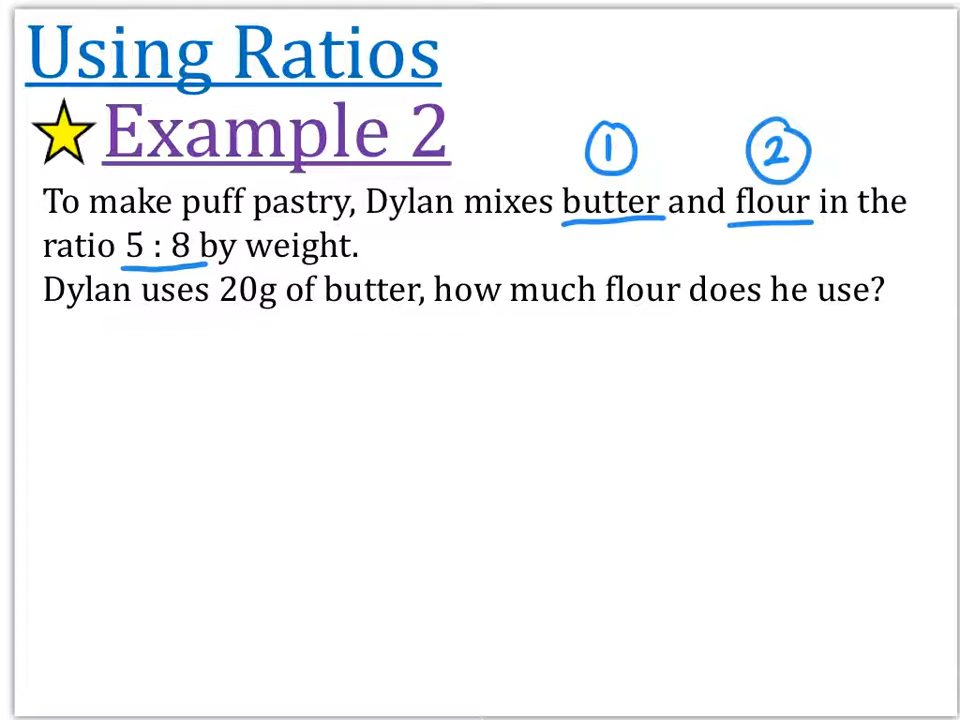 Using Ratios
Example 2
1 2
To make puff pastry, Dylan mixes butter and flour in the
ratio 5 : 8 by weight.
Dylan uses 20g of butter, how much flour does he use?